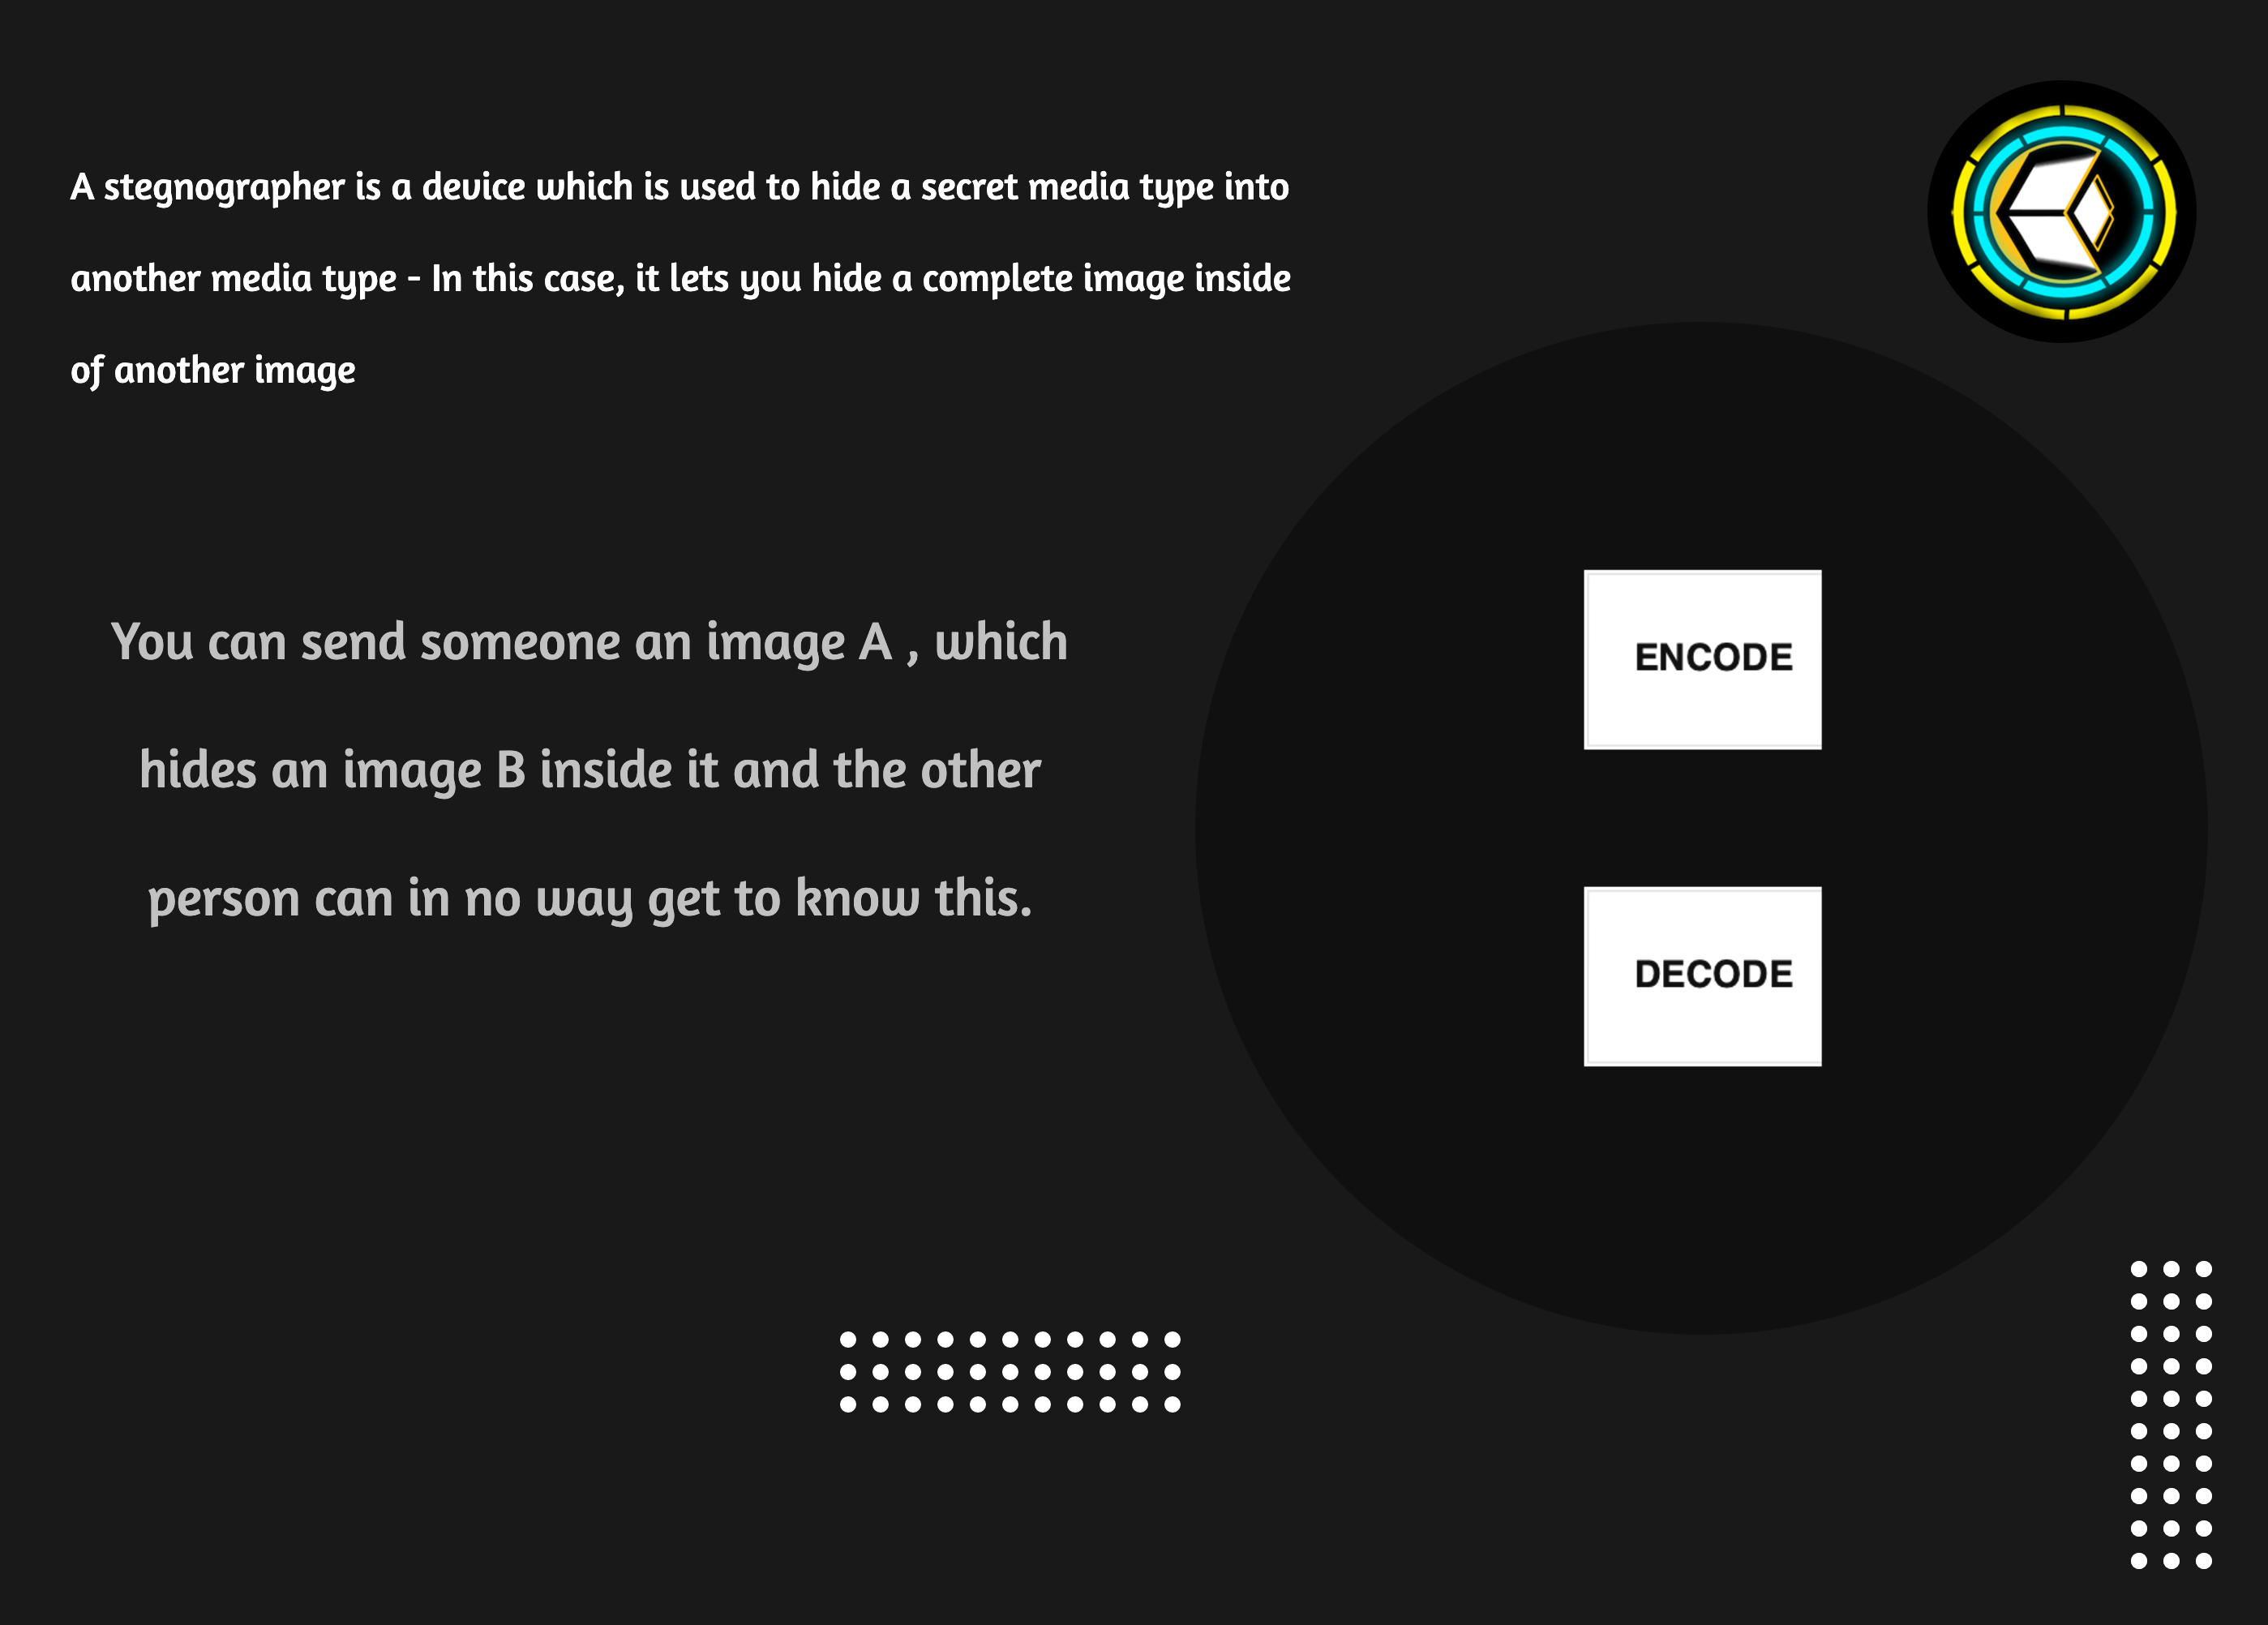 A stegnographer is a device which is used to hide a secret media type into
another media type - In this case, it lets you hide a complete image inside
of another image
You can send someone an image A , which
hides an image B inside it and the other
person can in no way get to know this.
ENCODE
DECODE